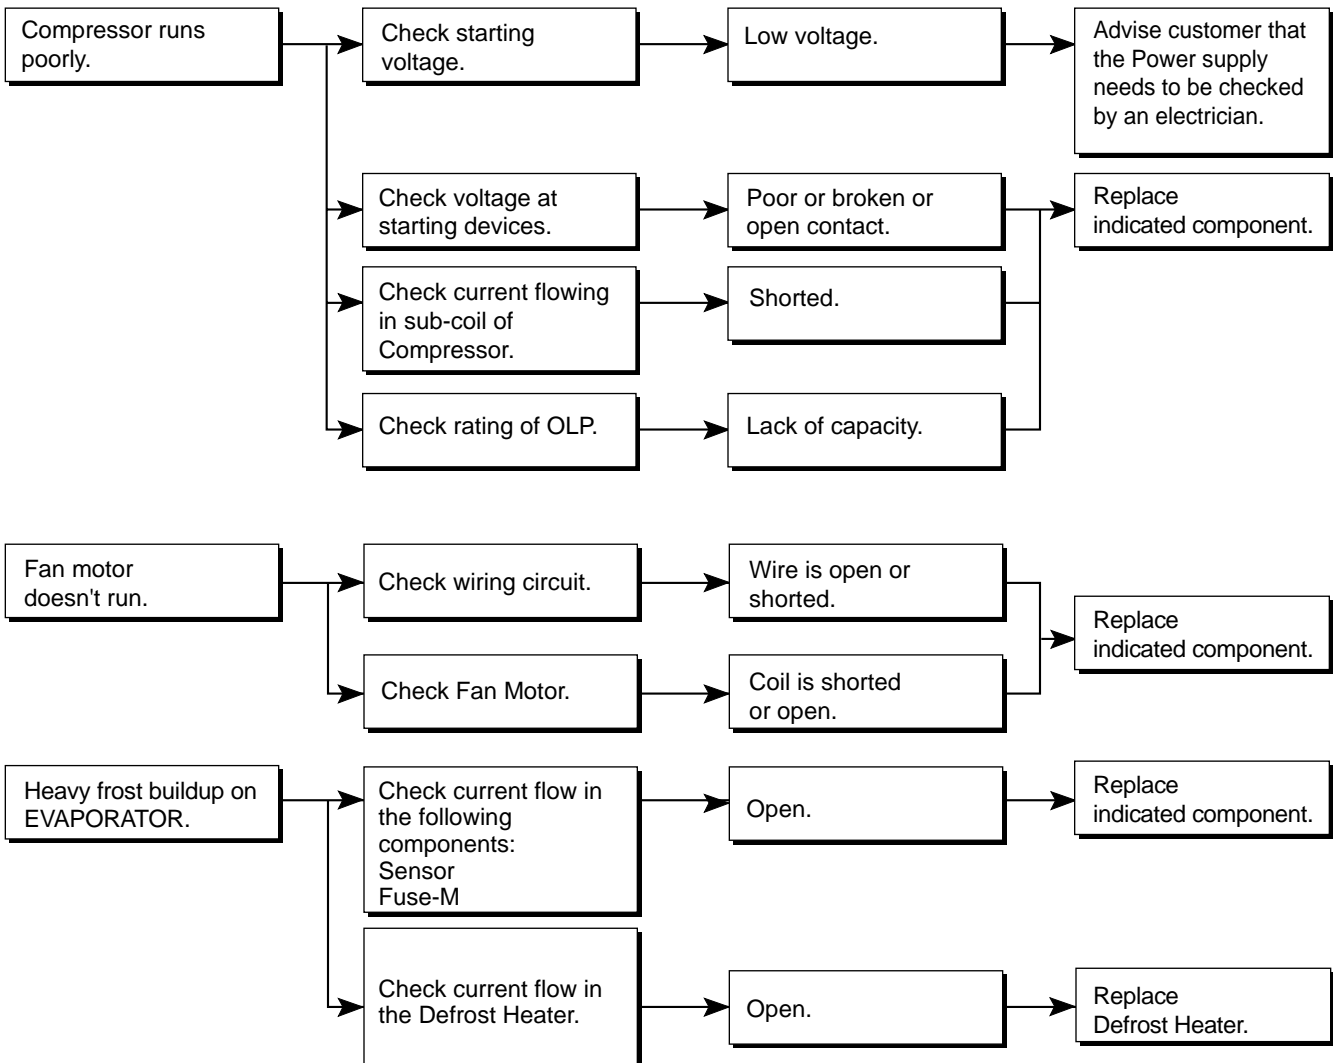 Compressor runs
poorly.
Check starting
voltage.
Low voltage.
Advise customer that
the Power supply
needs to be checked
by an electrician.
Check voltage at
starting devices.
Poor or broken or
open contact.
Replace
indicated component.
Check current flowing
in sub-coil of
Compressor.
Shorted.
Check rating of OLP.
Lack of capacity.
Fan motor
doesn't run.
Check wiring circuit.
Wire is open or
shorted.
Replace
indicated component.
Check Fan Motor.
Coil is shorted
or open.
Heavy frost buildup on
EVAPORATOR.
Check current flow in
the following
components:
Sensor
Fuse-M
Open.
Replace
indicated component.
Check current flow in
the Defrost Heater.
Open.
Replace
Defrost Heater.